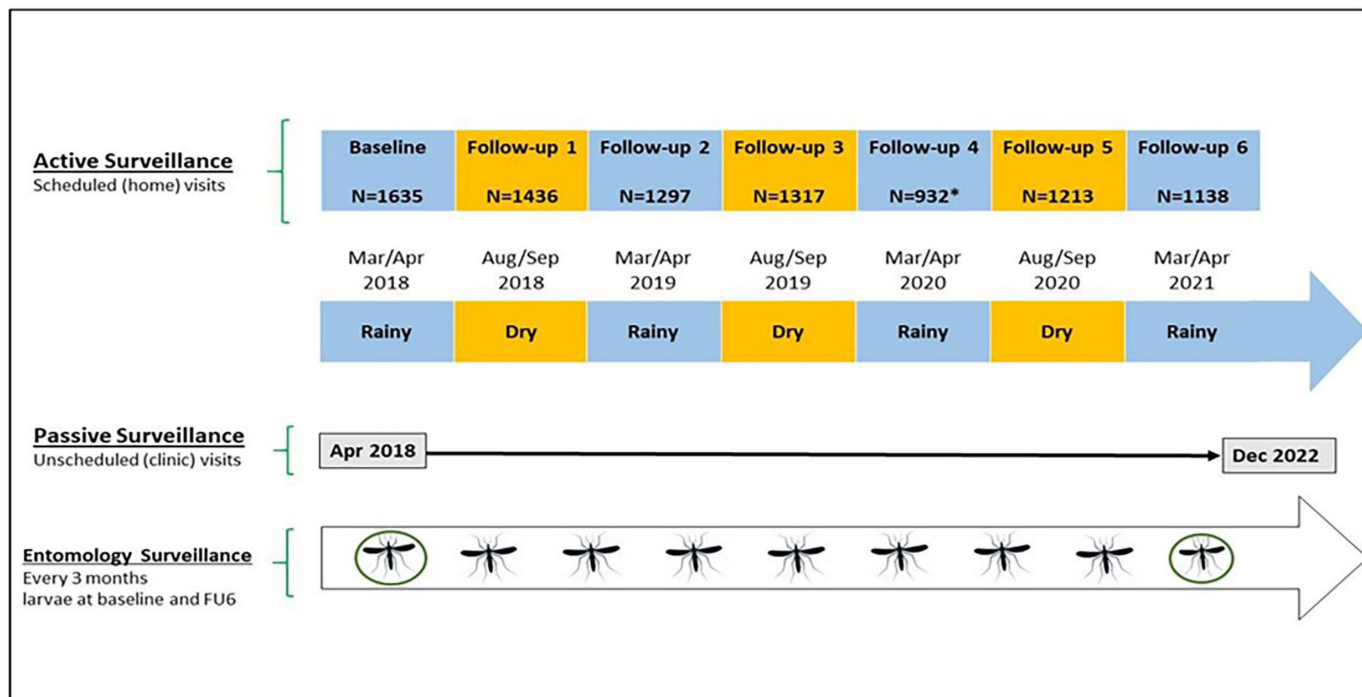 Active Surveillance
Scheduled (home) visits
Baseline Follow-up 1 Follow-up 2 Follow-up 3 Follow-up 4 Follow-up 5 Follow-up 6
N=1635 N=1436 N=1297 N=1317 N=932* N=1213 N=1138
Mar/Apr Aug/Sep Mar/Apr Aug/Sep Mar/Apr Aug/Sep Mar/Apr
2018 2018 2019 2019 2020 2020 2021
Rainy Dry Rainy Dry Rainy Dry Rainy
Passive Surveillance
Unscheduled (clinic) visits
Apr 2018
Dec 2022
Entomology Surveillance
Every 3 months
larvae at baseline and FU6